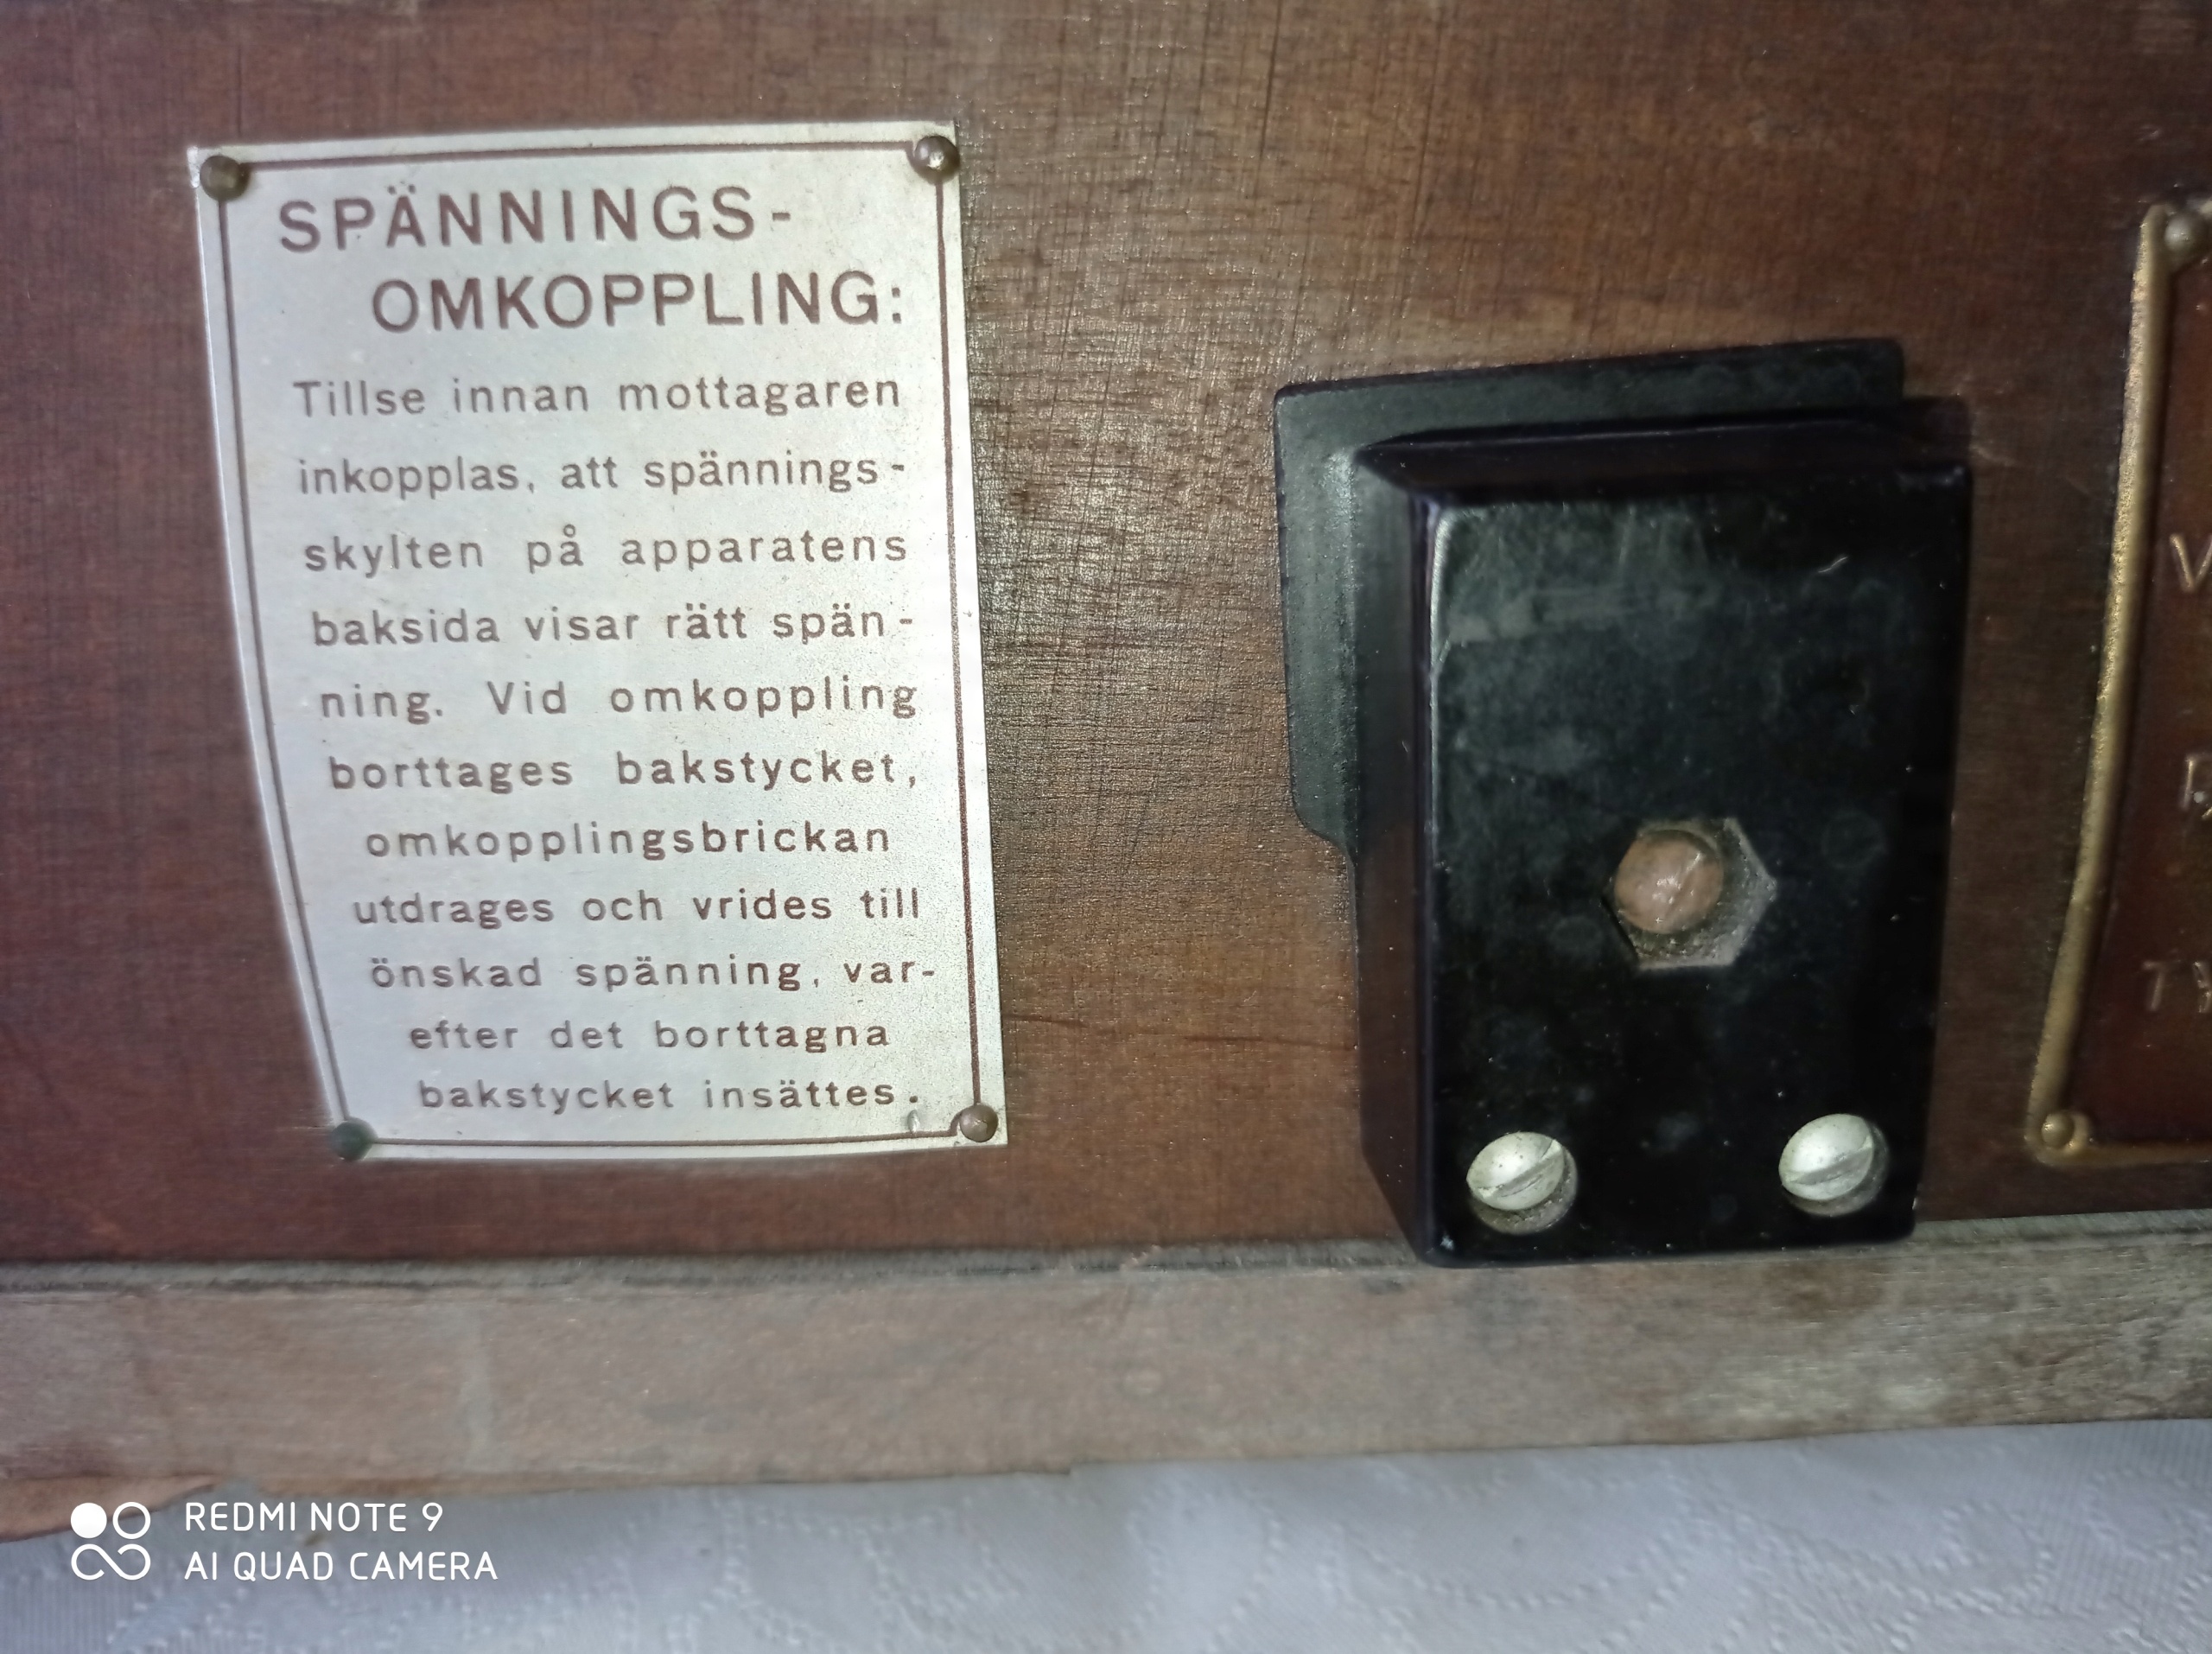 SPÄNNINGS-
OMKOPPLING:
Tillse innan mottagaren
inkopplas, att spännings-
skylten på apparatens
baksida visar rätt spän-
ning. Vid omkoppling
borttages bakstycket,
omkopplingsbrickan
utdrages och vrides till
önskad spänning, var-
efter det borttagna
bakstycket insättes.
REDMI NOTE 9
AI QUAD CAMERA